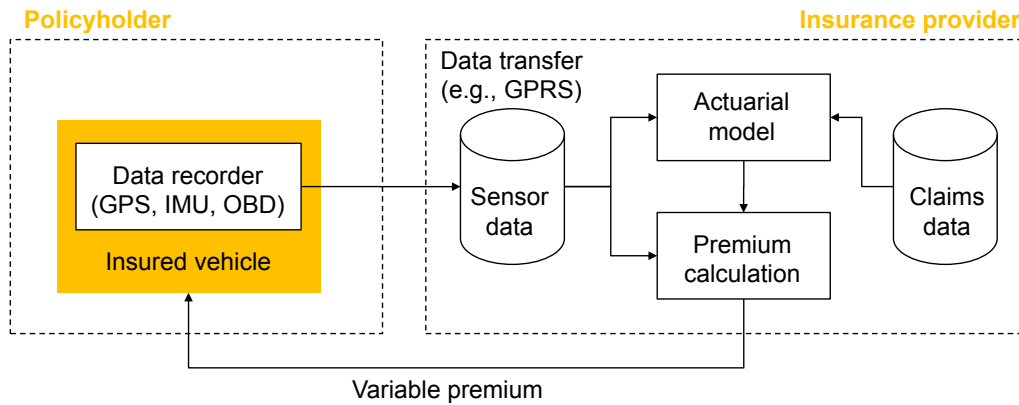 Policyholder
Insurance provider
Data transfer
(e.g., GPRS)
Data recorder
(GPS, IMU, OBD)
Insured vehicle
Sensor
data
Actuarial
model
Premium
calculation
Claims
data
Variable premium